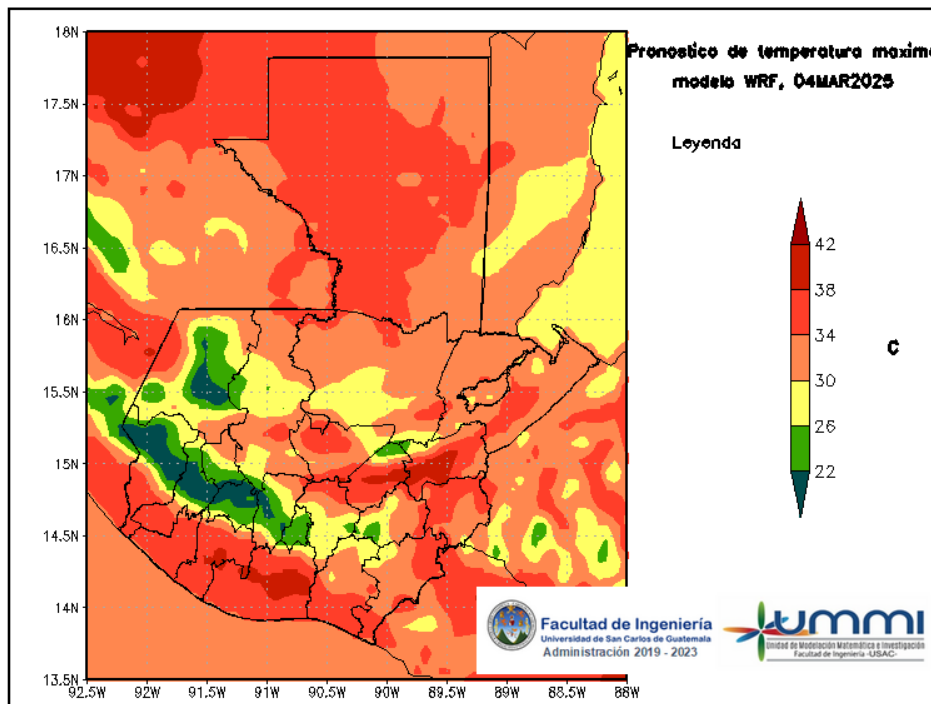 Pronostico de temperatura maxima
modelo WRF, 04MAR2025
Leyenda
42
38
34
30
26
22
C
18N
17.5N
17N
16.5N
16N
15.5N
15N
14.5N
14N
13.5N
92.5W 92W 91.5W 91W 90.5W 90W 89.5W 89W 88.5W 88W
Facultad de Ingeniería
Universidad de San Carlos de Guatemala
Administración 2019 - 2023
UMMI
Unidad de Modelación Matemática e Investigación
Facultad de Ingeniería -USAC-